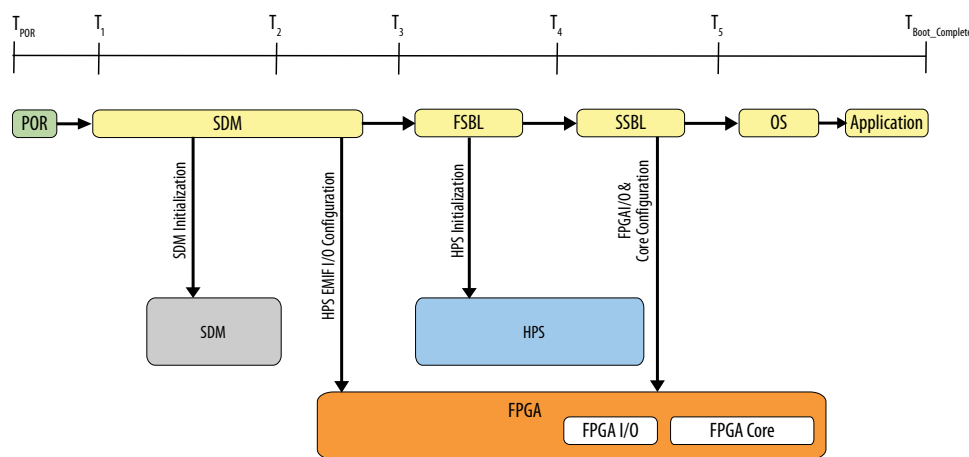 T_POR T_1 T_2 T_3 T_4 T_5 T_Boot_Complete
POR SDM FSBL SSBL OS Application
SDM Initialization
HPS EMIF I/O Configuration
HPS Initialization
FPGAI/O &
Core Configuration
SDM
HPS
FPGA
FPGA I/O FPGA Core